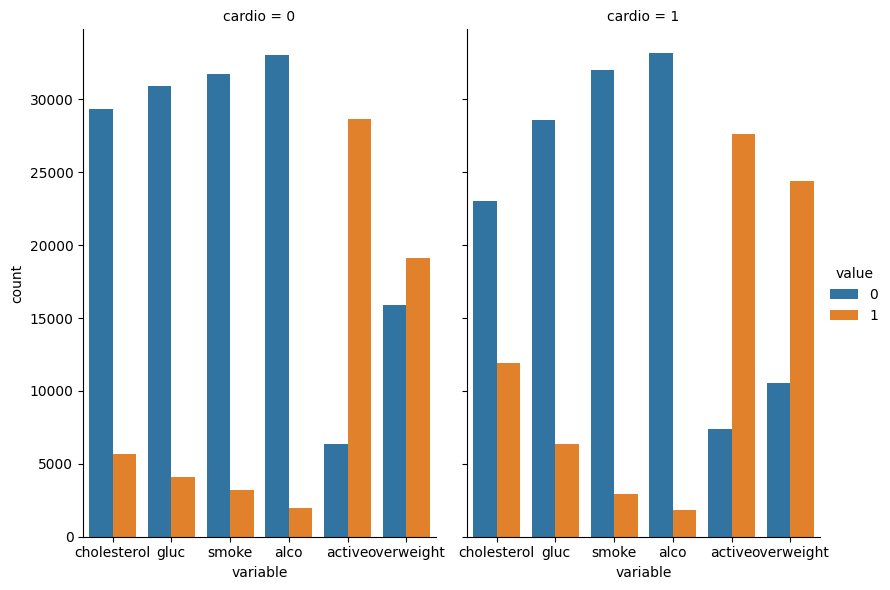 cardio = 0
cardio = 1
30000
25000
20000
15000
10000
5000
0
count
cholesterol gluc smoke alco active overweight
variable
cholesterol gluc smoke alco active overweight
variable
value
0
1